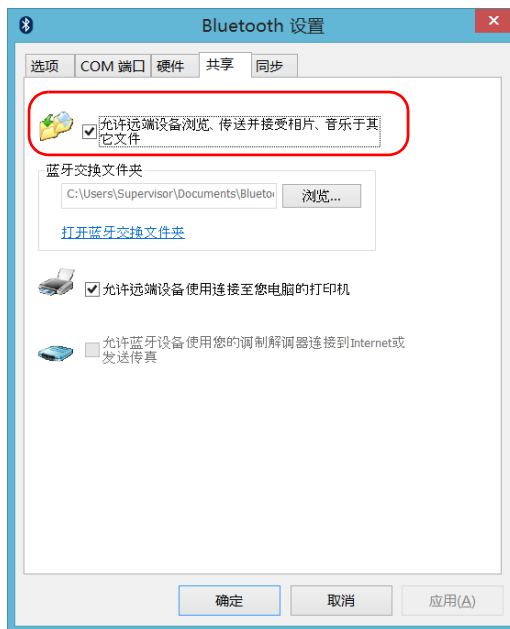 Bluetooth 设置
选项 COM 端口 硬件 共享 同步
允许远端设备浏览、传送并接受相片、音乐于其
它文件
蓝牙交换文件夹
C:\Users\Supervisor\Documents\Bluetoo
浏览...
打开蓝牙交换文件夹
允许远端设备使用连接至您电脑的打印机
允许蓝牙设备使用您的调制解调器连接到Internet或
发送传真
确定 取消 应用(A)